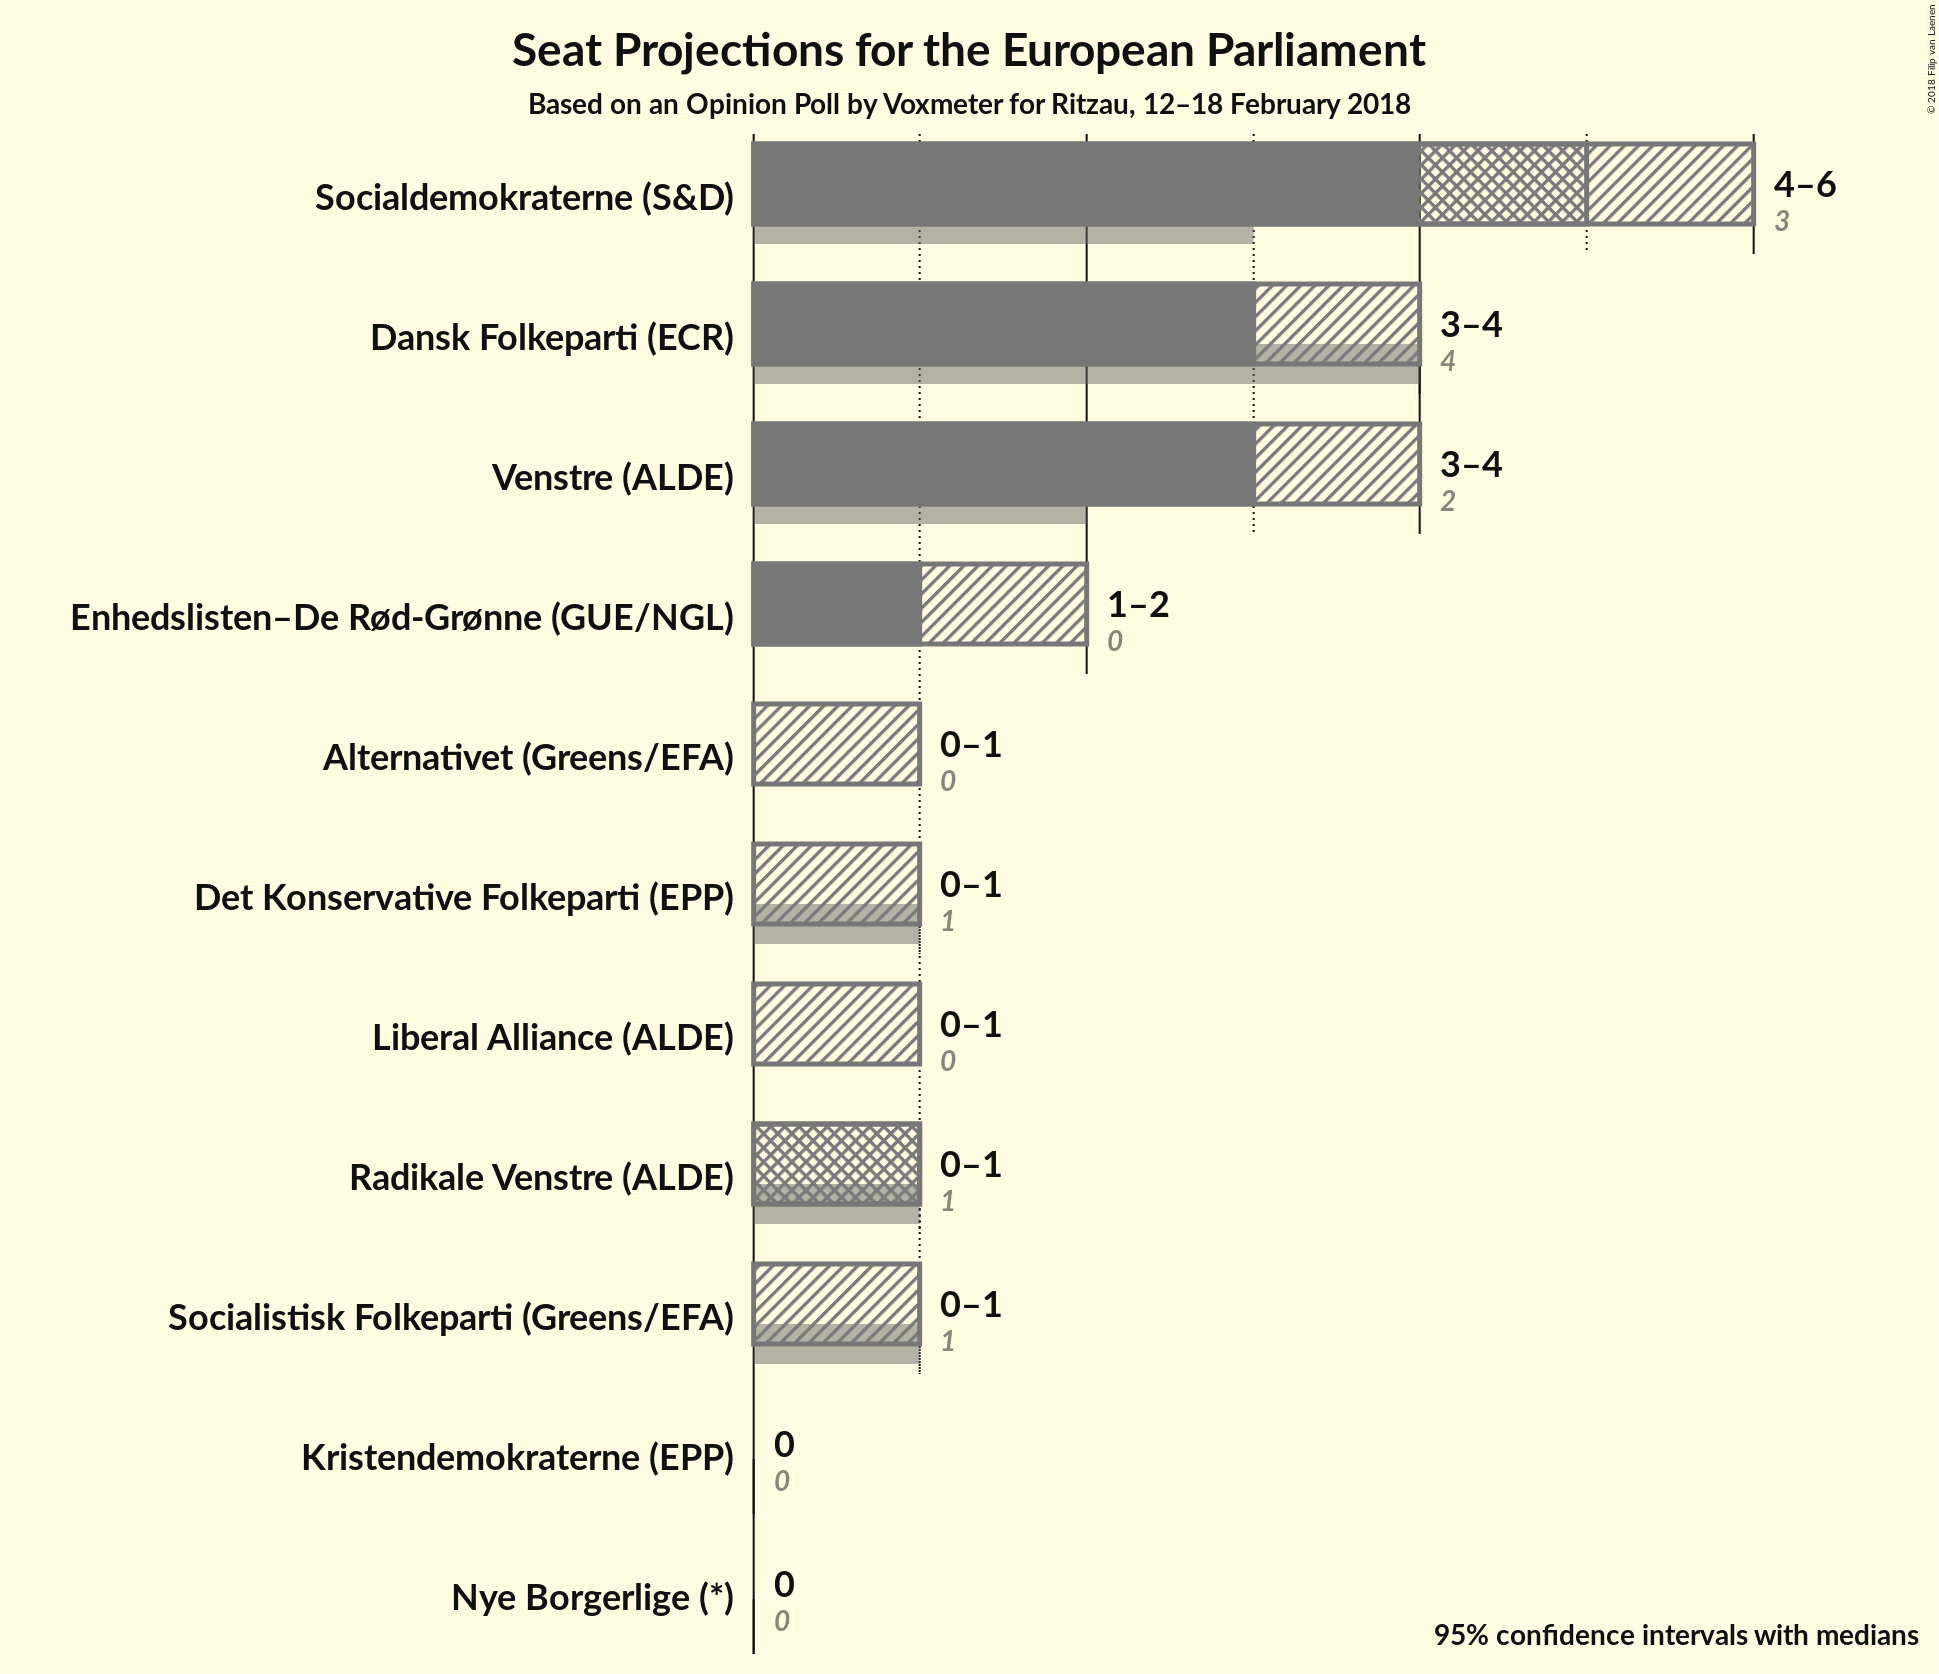 Seat Projections for the European Parliament
Based on an Opinion Poll by Voxmeter for Ritzau, 12–18 February 2018
© 2018 Filip van Laenen
Socialdemokraterne (S&D)
4–6
3
Dansk Folkeparti (ECR)
3–4
4
Venstre (ALDE)
3–4
2
Enhedslisten–De Rød-Grønne (GUE/NGL)
1–2
0
Alternativet (Greens/EFA)
0–1
0
Det Konservative Folkeparti (EPP)
0–1
1
Liberal Alliance (ALDE)
0–1
0
Radikale Venstre (ALDE)
0–1
1
Socialistisk Folkeparti (Greens/EFA)
0–1
1
Kristendemokraterne (EPP)
0
0
Nye Borgerlige (*)
0
0
95% confidence intervals with medians